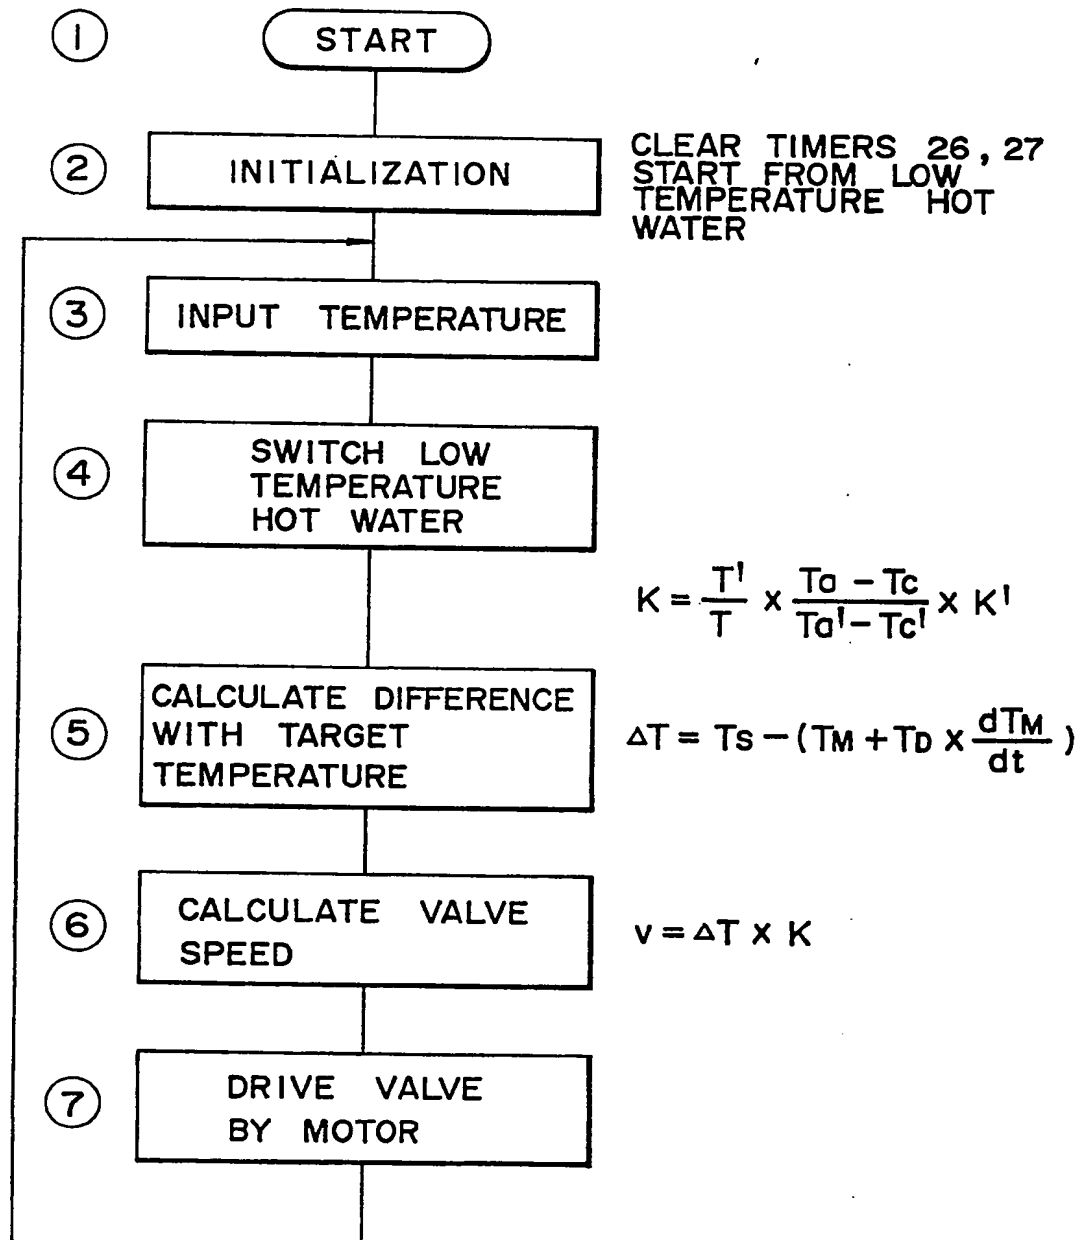 ① START
② INITIALIZATION
CLEAR TIMERS 26, 27
START FROM LOW
TEMPERATURE HOT
WATER
③ INPUT TEMPERATURE
④ SWITCH LOW
TEMPERATURE
HOT WATER
K = T'/T × (Ta − Tc)/(Ta' − Tc') × K'
⑤ CALCULATE DIFFERENCE
WITH TARGET
TEMPERATURE
△T = TS − (TM + TD × dTM/dt)
⑥ CALCULATE VALVE
SPEED
v = △T × K
⑦ DRIVE VALVE
BY MOTOR